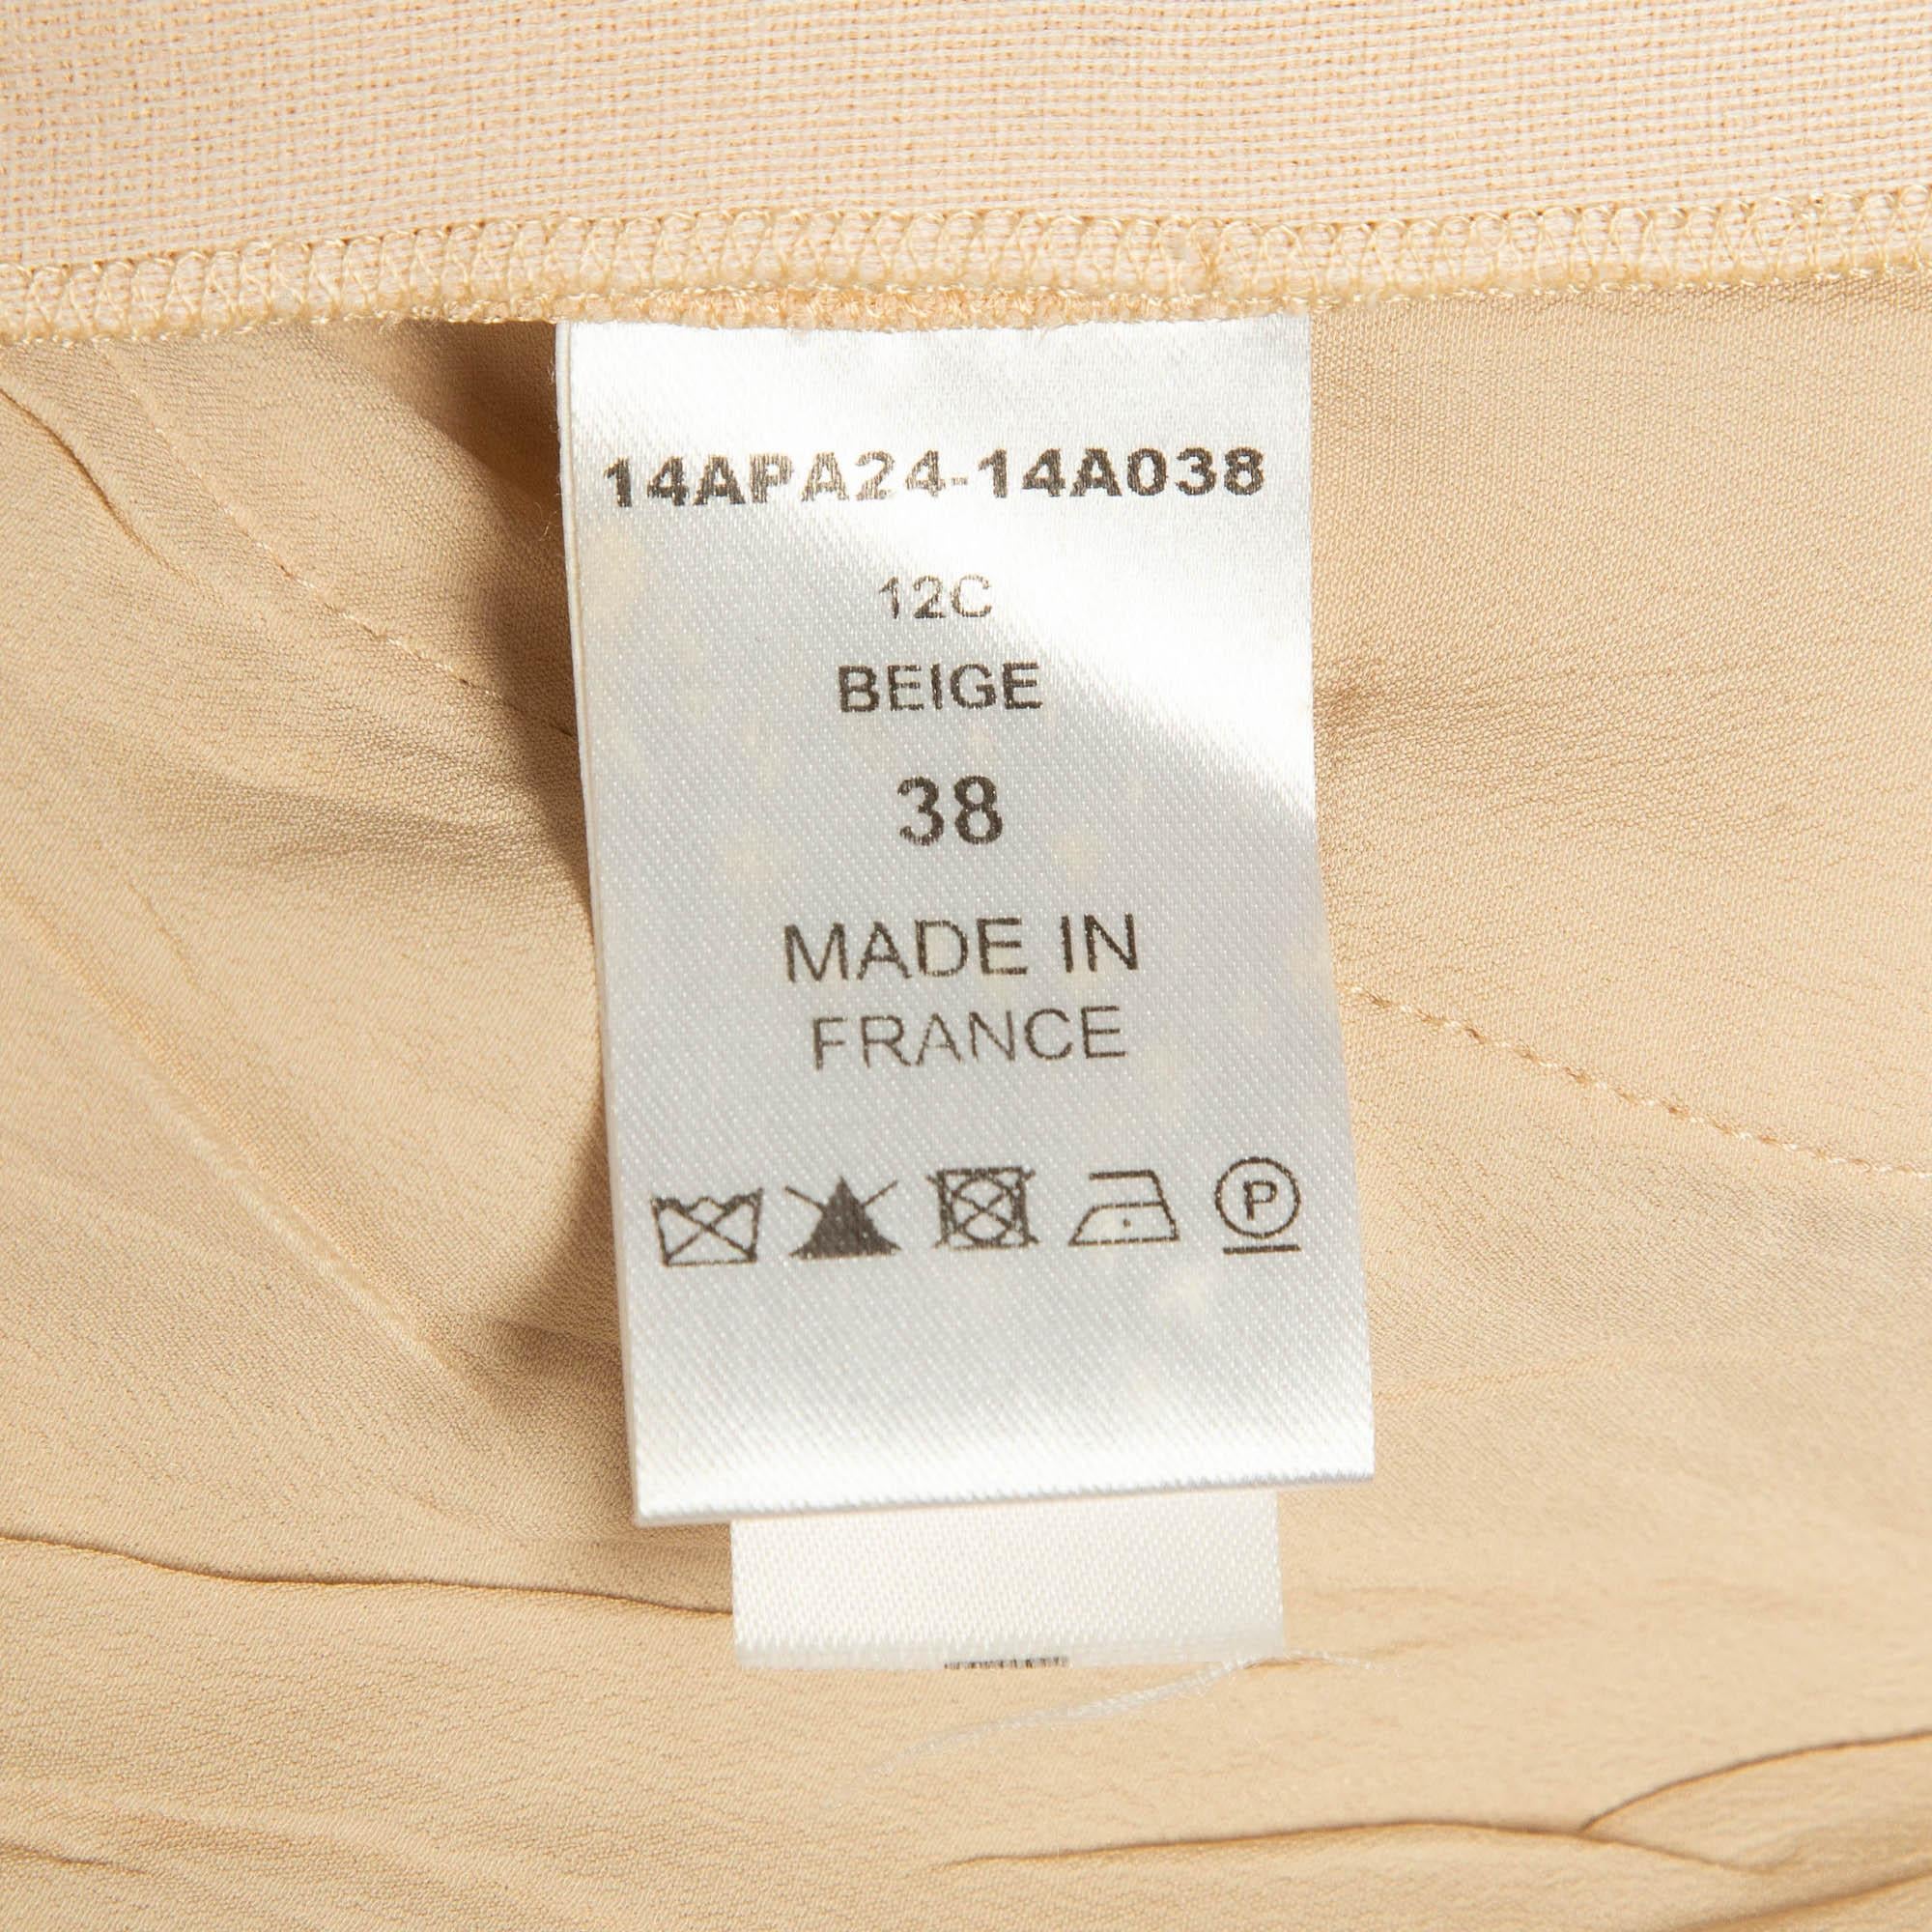 14APA24-14A038
12C
BEIGE
38
MADE IN
FRANCE
P